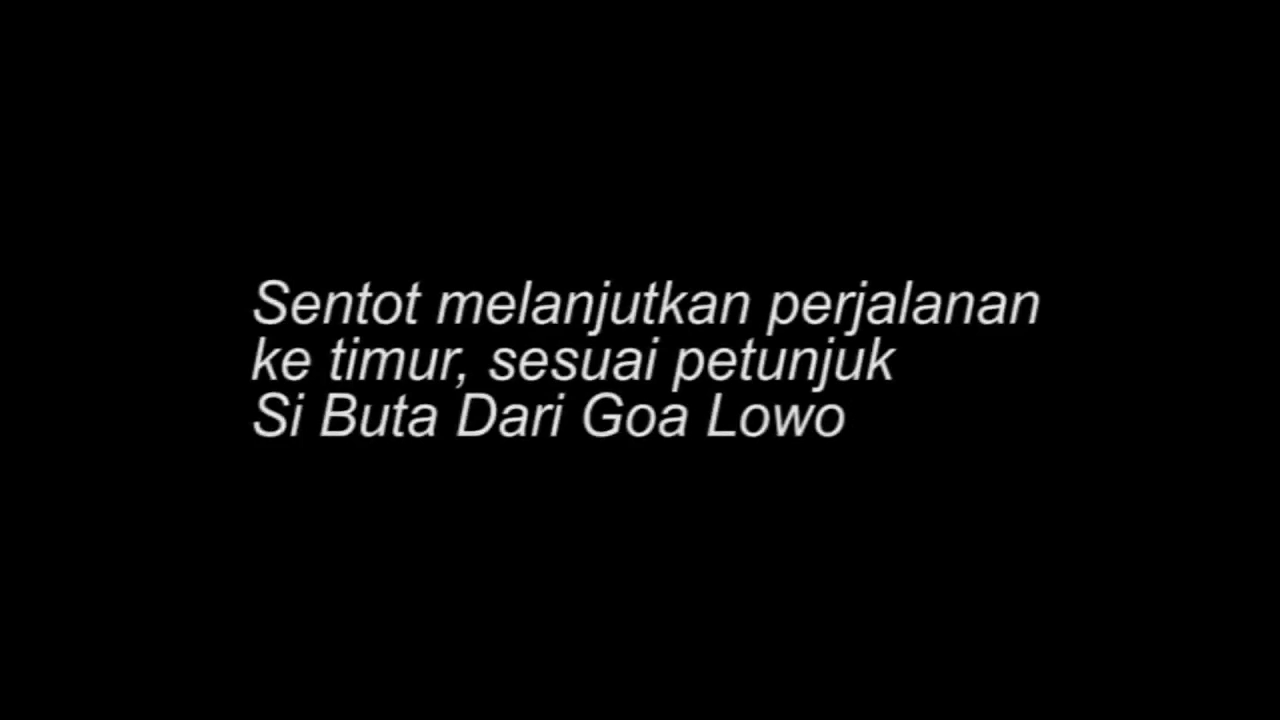 Sentot melanjutkan perjalanan
ke timur, sesuai petunjuk
Si Buta Dari Goa Lowo